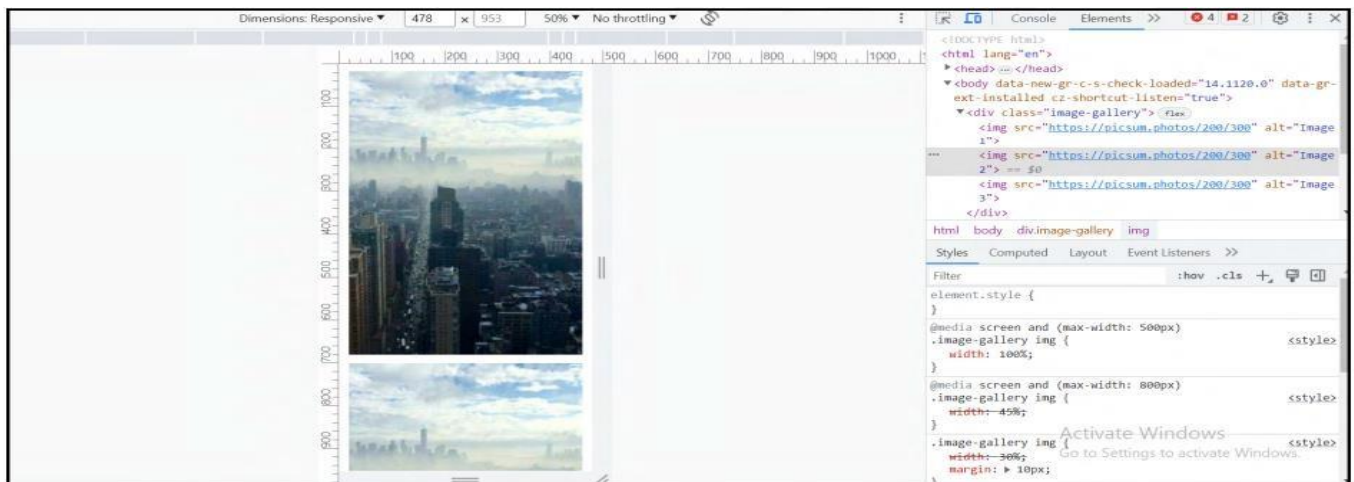 Dimensions: Responsive ▼ 478 x 953 50% ▼ No throttling ▼
Console Elements >> 4 2
100 200 300 400 500 600 700 800 900 1000
100
200
300
400
500
600
700
800
900
<!DOCTYPE html>
<html lang="en">
▶<head> … </head>
▼<body data-new-gr-c-s-check-loaded="14.1120.0" data-gr-
ext-installed cz-shortcut-listen="true">
▼<div class="image-gallery"> flex
<img src="https://picsum.photos/200/300" alt="Image
1">
... <img src="https://picsum.photos/200/300" alt="Image
2"> == $0
<img src="https://picsum.photos/200/300" alt="Image
3">
</div>
html body div.image-gallery img
Styles Computed Layout Event Listeners >>
Filter :hov .cls +
element.style {
}
@media screen and (max-width: 500px)
.image-gallery img { <style>
width: 100%;
}
@media screen and (max-width: 800px)
.image-gallery img { <style>
width: 45%;
}
.image-gallery img { <style>
width: 30%;
margin: ▶ 10px;
}
Activate Windows
Go to Settings to activate Windows.